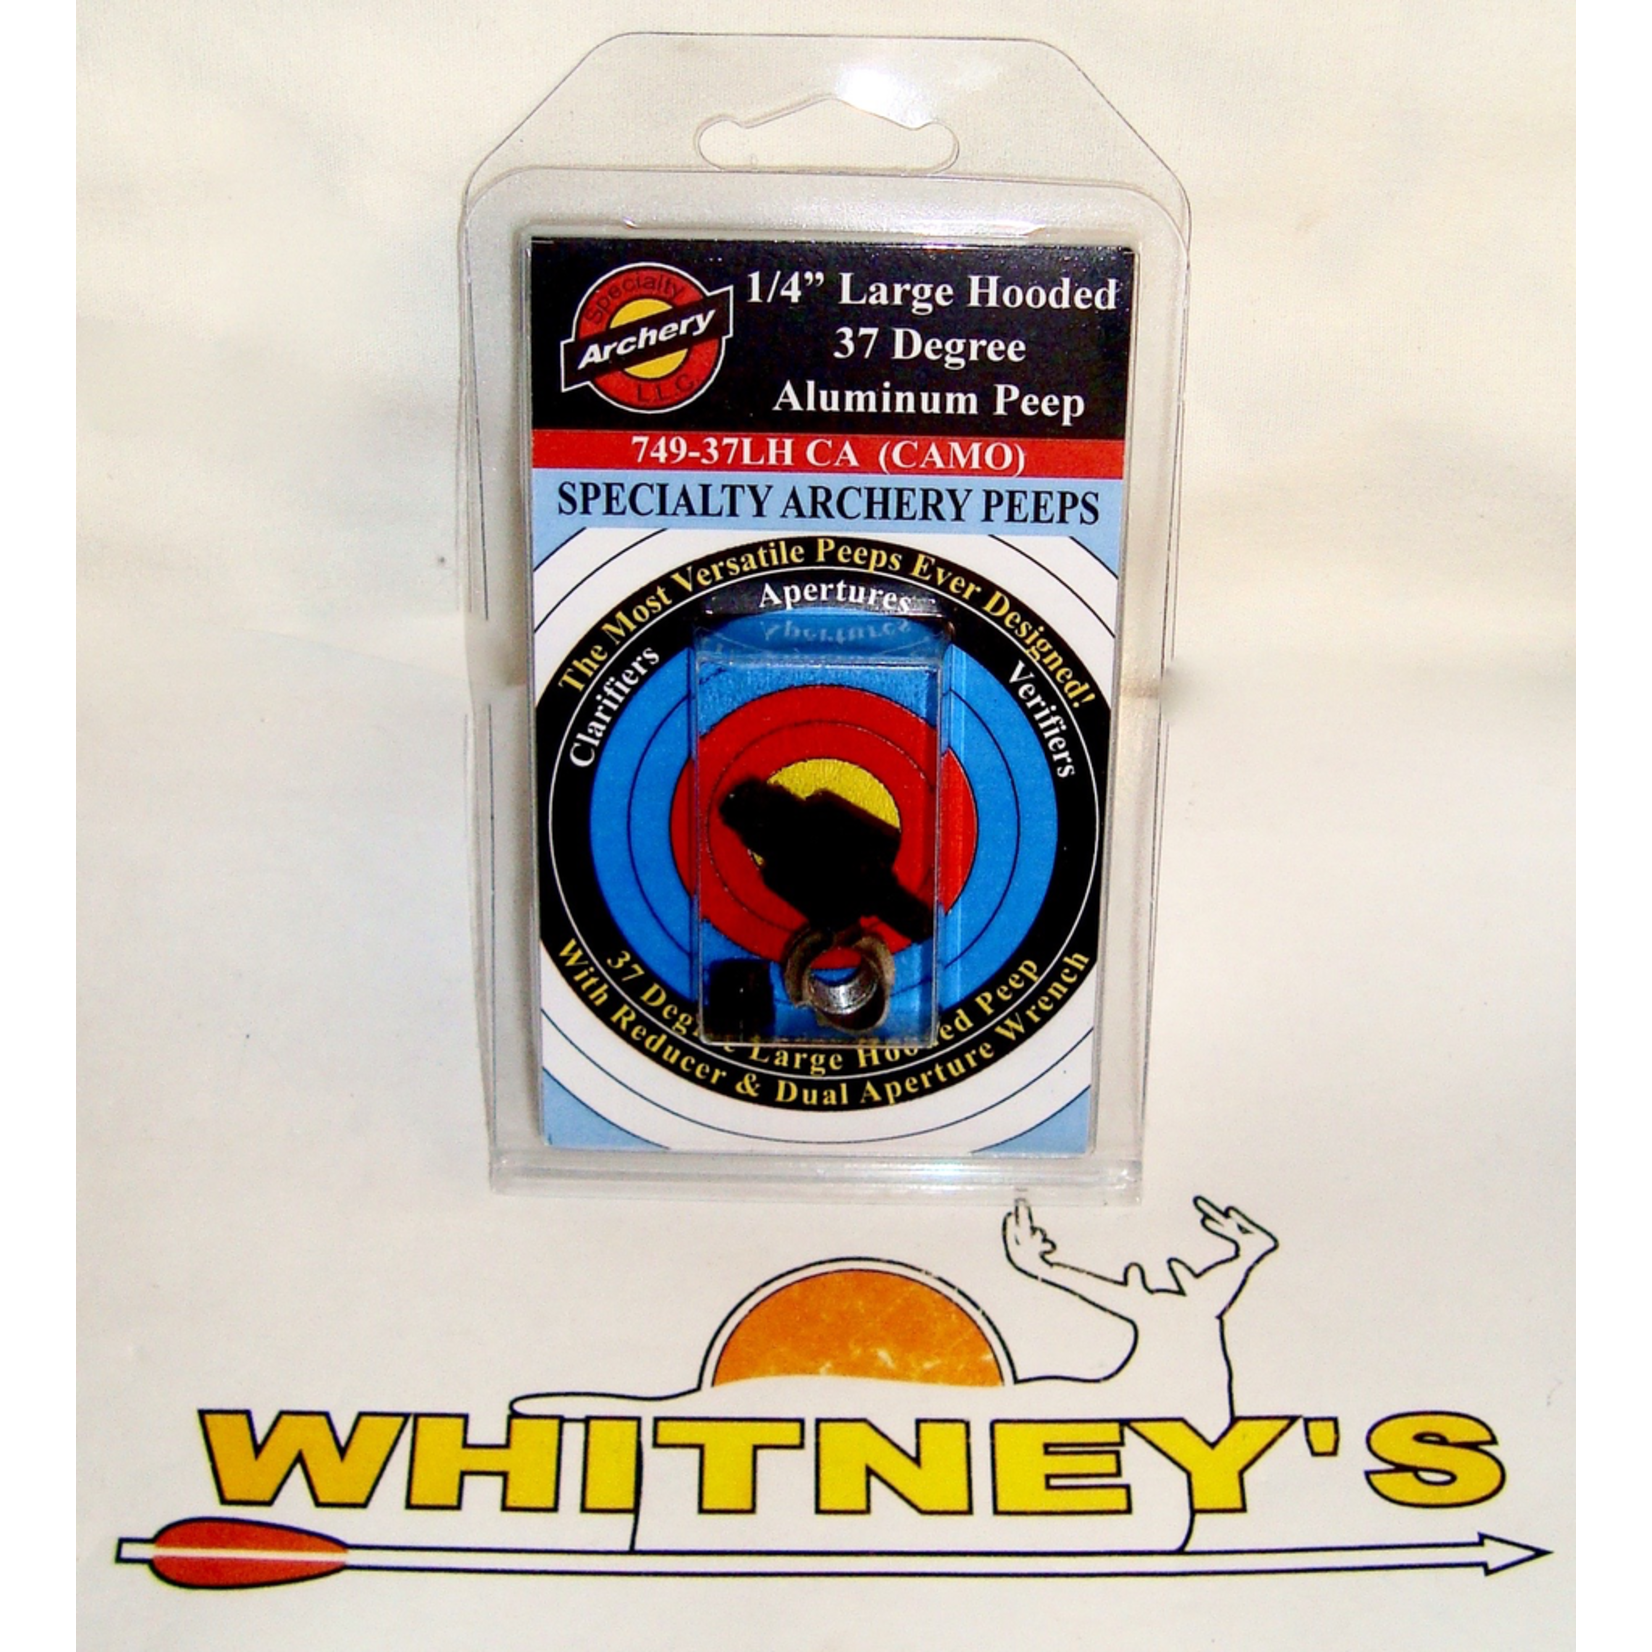 Specialty
Archery
L.L.C.
1/4” Large Hooded
37 Degree
Aluminum Peep
749-37LH CA (CAMO)
SPECIALTY ARCHERY PEEPS
The Most Versatile Peeps Ever Designed!
Apertures
Clarifiers
Verifiers
37 Degree Large Hooded Peep
With Reducer & Dual Aperture Wrench
WHITNEY'S